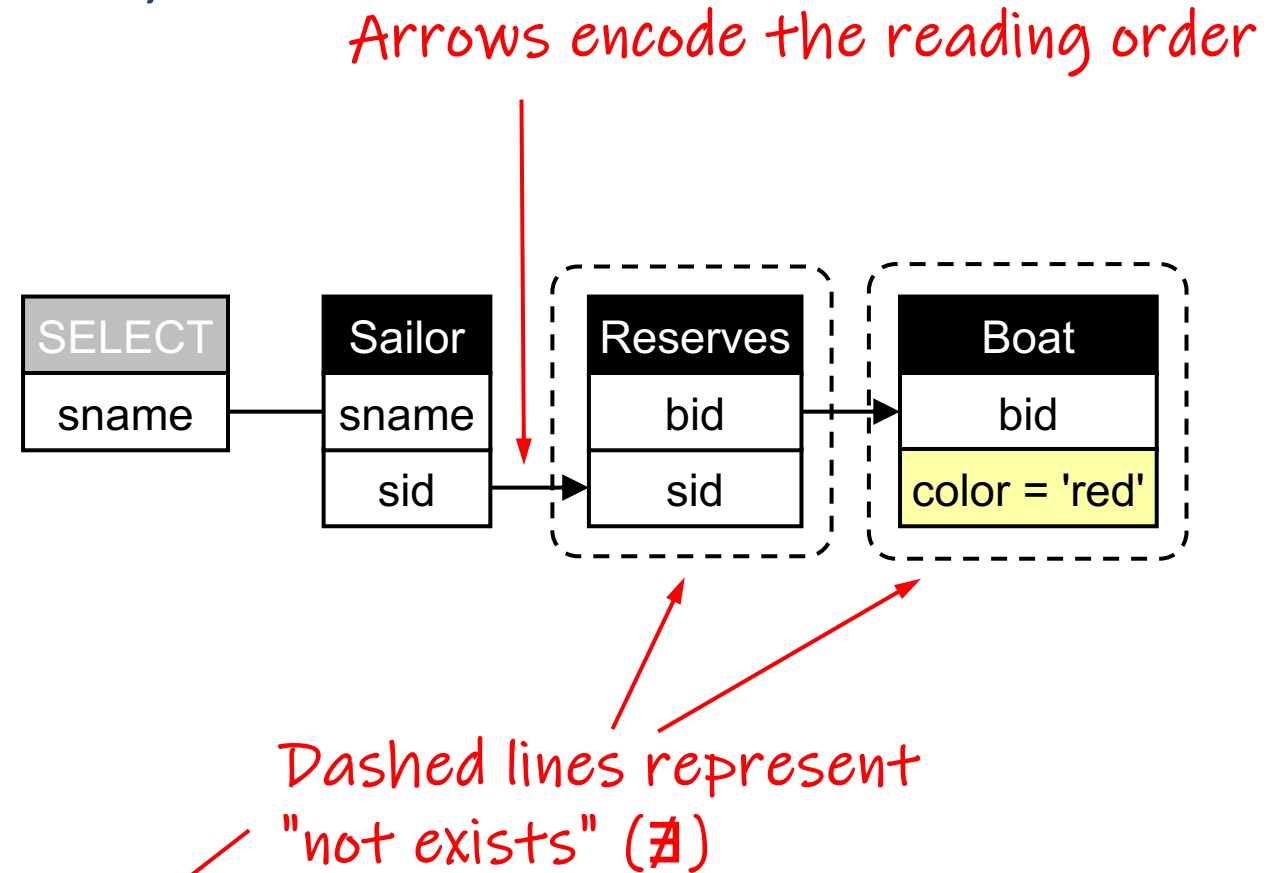 Arrows encode the reading order
SELECT
sname
Sailor
sname
sid
Reserves
bid
sid
Boat
bid
color = 'red'
Dashed lines represent
"not exists" (∄)